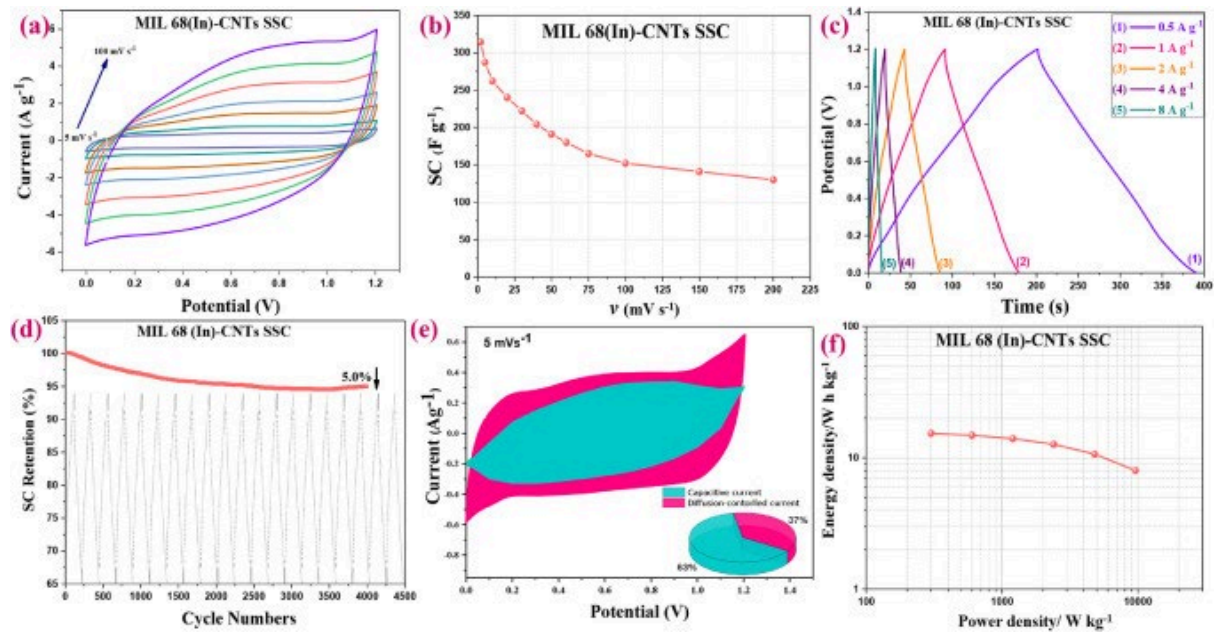 (a)
MIL 68(In)-CNTs SSC
100 mV s⁻¹
5 mV s⁻¹
Current (A g⁻¹)
6
4
2
0
-2
-4
-6
0.0 0.2 0.4 0.6 0.8 1.0 1.2
Potential (V)
(b)
MIL 68(In)-CNTs SSC
SC (F g⁻¹)
350
300
250
200
150
100
50
0
0 25 50 75 100 125 150 175 200
ν (mV s⁻¹)
(c)
MIL 68 (In)-CNTs SSC
(1) 0.5 A g⁻¹
(2) 1 A g⁻¹
(3) 2 A g⁻¹
(4) 4 A g⁻¹
(5) 8 A g⁻¹
Potential (V)
1.4
1.2
1.0
0.8
0.6
0.4
0.2
0.0
(5) (4) (3) (2) (1)
0 50 100 150 200 250 300 350 400
Time (s)
(d)
MIL 68 (In)-CNTs SSC
5.0%
SC Retention (%)
105
100
95
90
85
80
75
70
65
0 500 1000 1500 2000 2500 3000 3500 4000 4500
Cycle Numbers
(e)
5 mVs⁻¹
Current (Ag⁻¹)
0.6
0.4
0.2
0.0
-0.2
-0.4
-0.6
-0.8
Capacitive current
Diffusion-controlled current
37%
63%
0.0 0.2 0.4 0.6 0.8 1.0 1.2 1.4
Potential (V)
(f)
MIL 68 (In)-CNTs SSC
Energy density/W h kg⁻¹
100
10
1
100 1000 10000
Power density/ W kg⁻¹